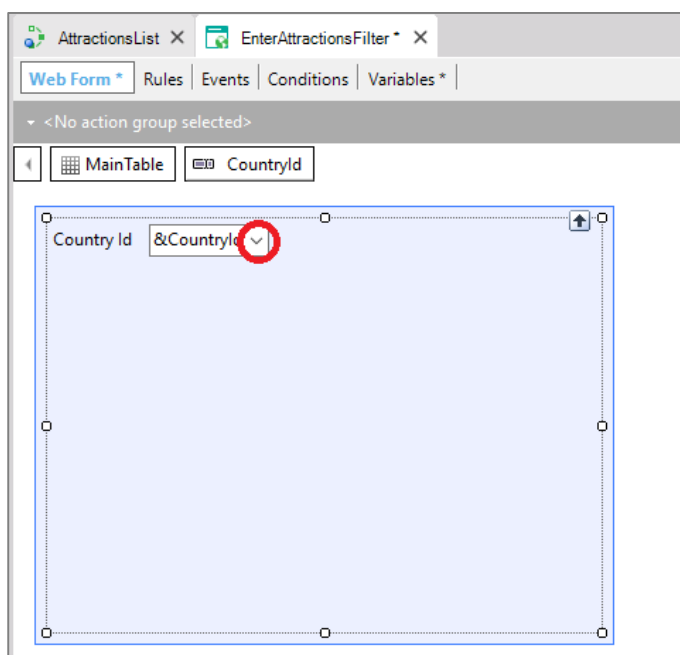 AttractionsList EnterAttractionsFilter *
Web Form * Rules Events Conditions Variables *
<No action group selected>
MainTable CountryId
Country Id &CountryId